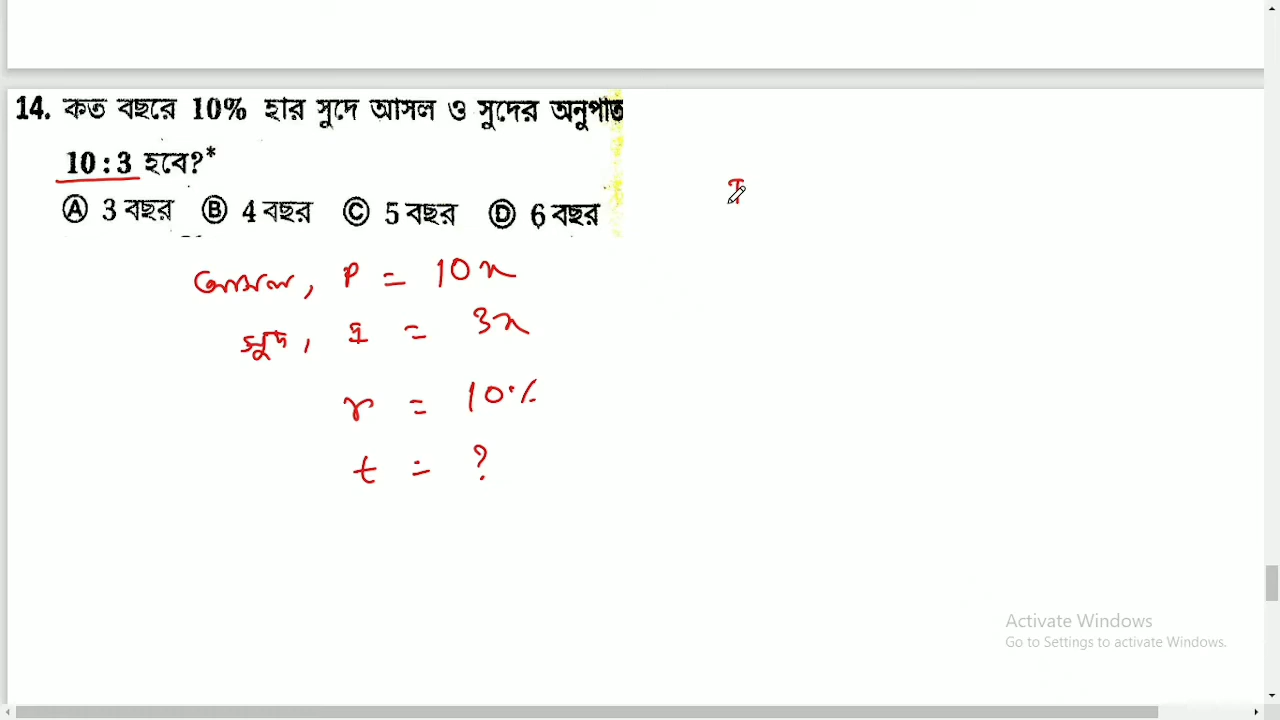 14. কত বছরে 10% হার সুদে আসল ও সুদের অনুপাত
10 : 3 হবে?*
Ⓐ 3 বছর Ⓑ 4 বছর Ⓒ 5 বছর Ⓓ 6 বছর
আসল, P = 10x
সুদ, I = 3x
r = 10%
t = ?
Activate Windows
Go to Settings to activate Windows.